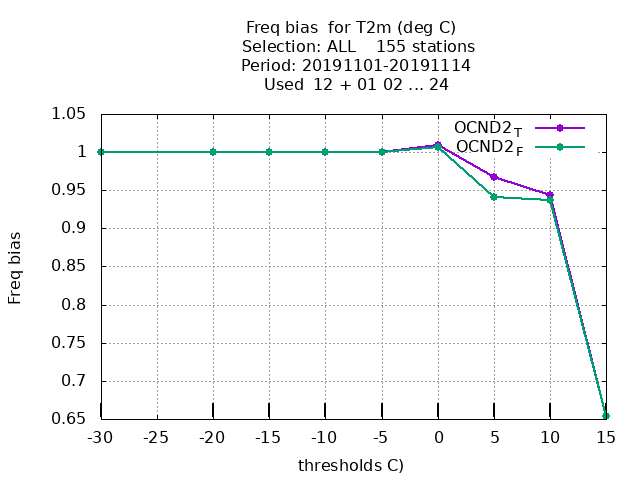 Freq bias  for T2m (deg C)
Selection: ALL    155 stations
Period: 20191101-20191114
Used  12 + 01 02 ... 24
OCND2T
OCND2F
1.05
1
0.95
0.9
0.85
0.8
0.75
0.7
0.65
Freq bias
-30 -25 -20 -15 -10 -5 0 5 10 15
thresholds C)